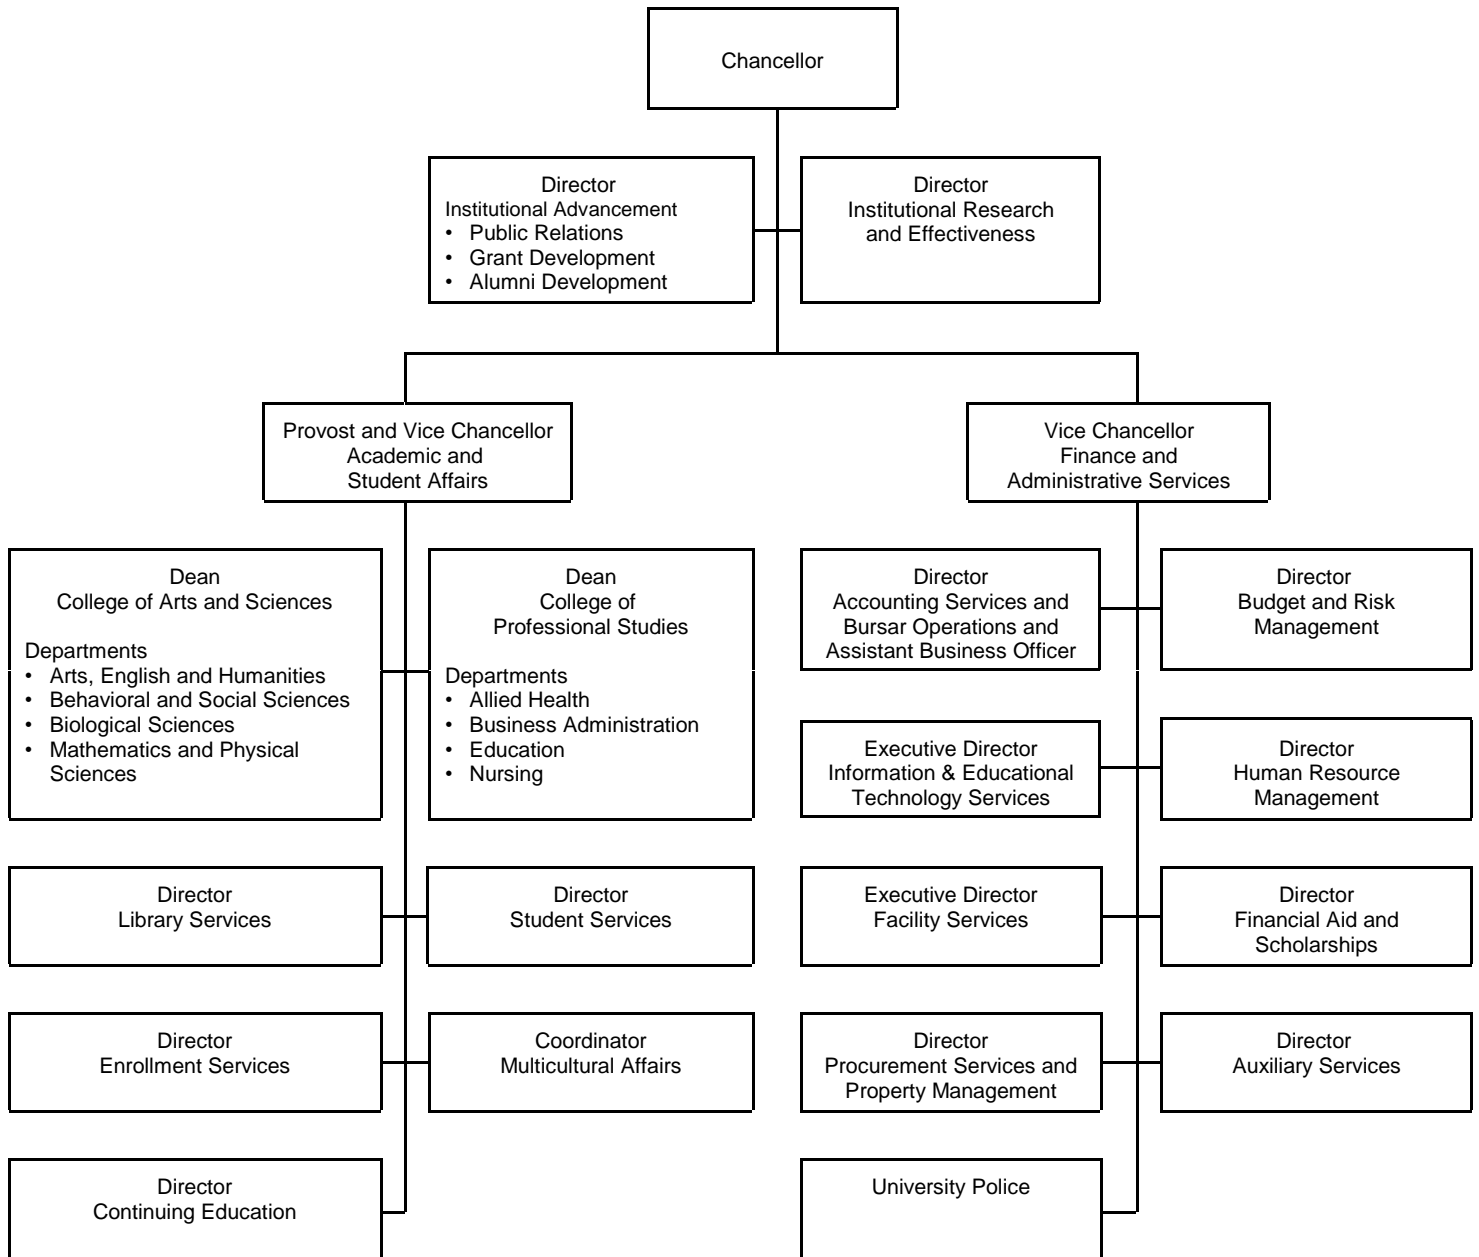 Chancellor
Director
Institutional Advancement
• Public Relations
• Grant Development
• Alumni Development
Director
Institutional Research
and Effectiveness
Provost and Vice Chancellor
Academic and
Student Affairs
Vice Chancellor
Finance and
Administrative Services
Dean
College of Arts and Sciences
Departments
• Arts, English and Humanities
• Behavioral and Social Sciences
• Biological Sciences
• Mathematics and Physical
Sciences
Dean
College of
Professional Studies
Departments
• Allied Health
• Business Administration
• Education
• Nursing
Director
Accounting Services and
Bursar Operations and
Assistant Business Officer
Director
Budget and Risk
Management
Executive Director
Information & Educational
Technology Services
Director
Human Resource
Management
Director
Library Services
Director
Student Services
Executive Director
Facility Services
Director
Financial Aid and
Scholarships
Director
Enrollment Services
Coordinator
Multicultural Affairs
Director
Procurement Services and
Property Management
Director
Auxiliary Services
Director
Continuing Education
University Police